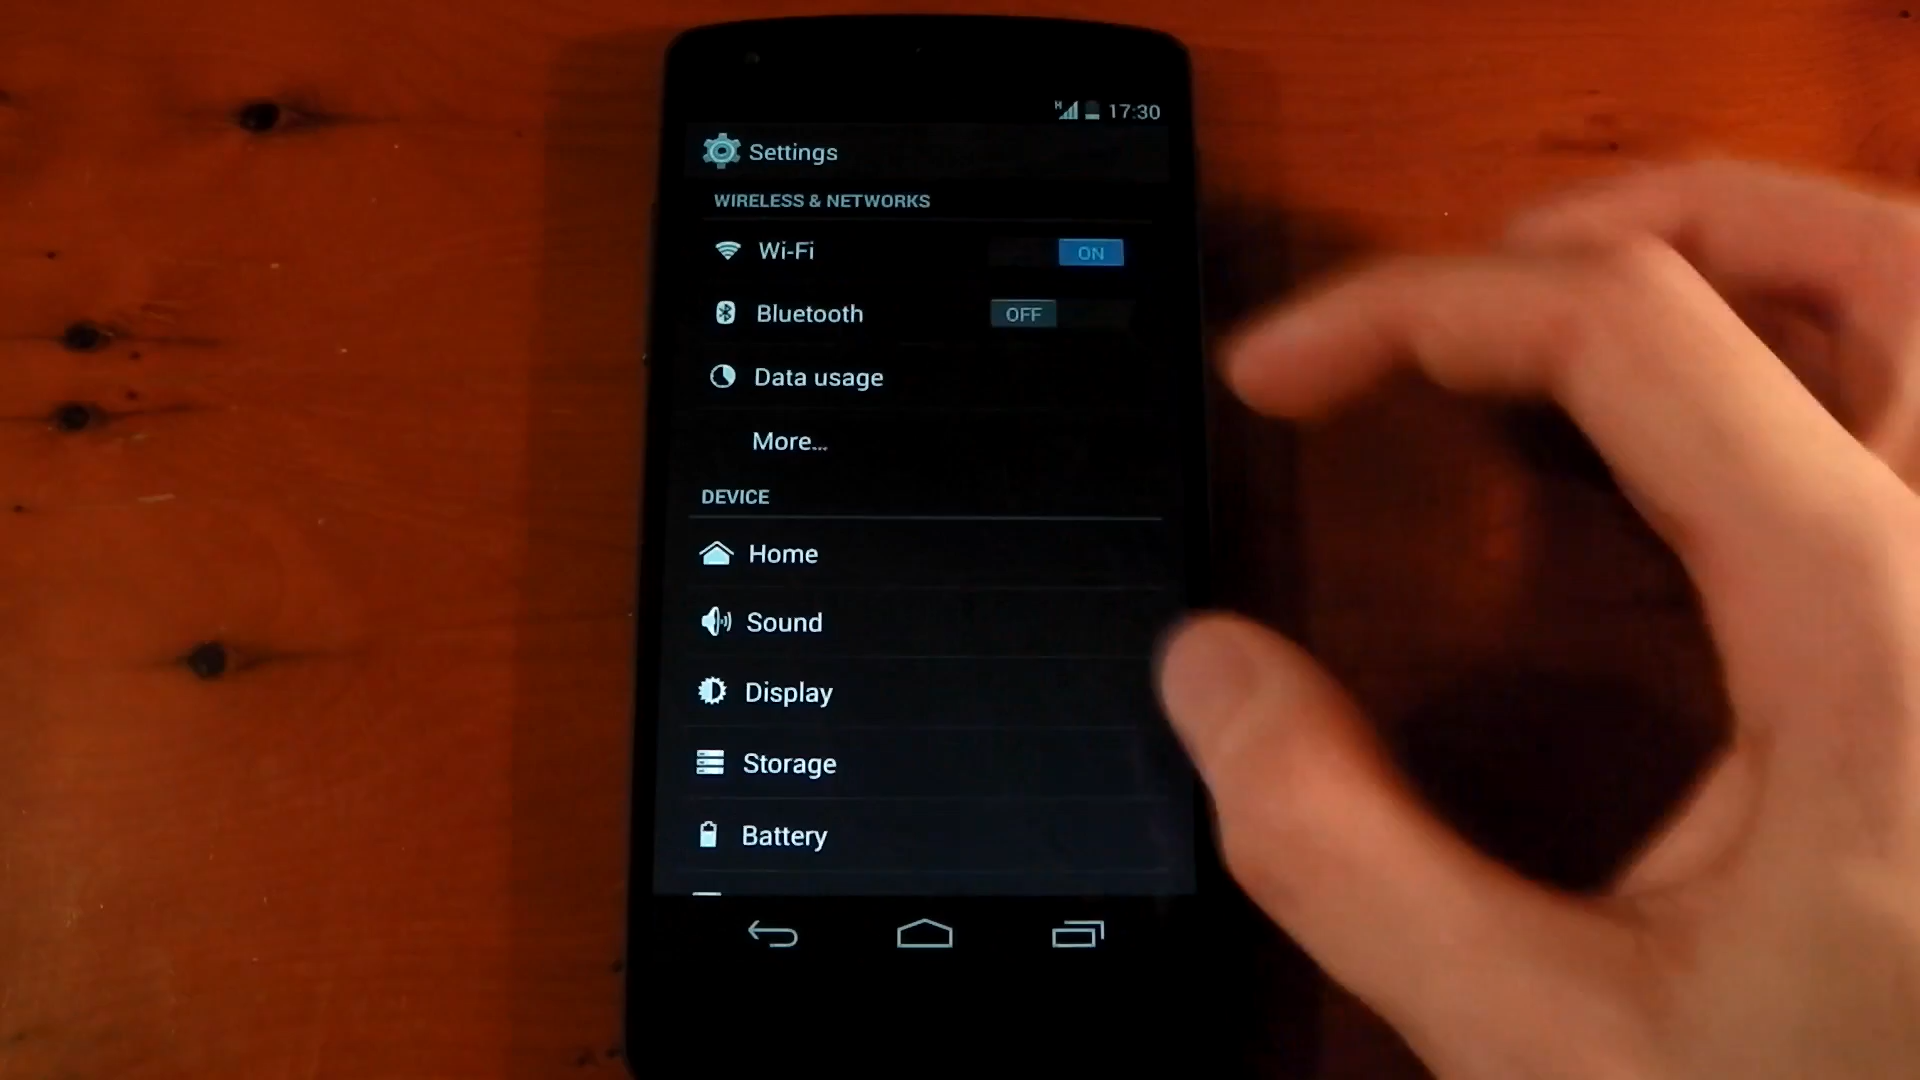 H 17:30
Settings
WIRELESS & NETWORKS
Wi-Fi ON
Bluetooth OFF
Data usage
More...
DEVICE
Home
Sound
Display
Storage
Battery